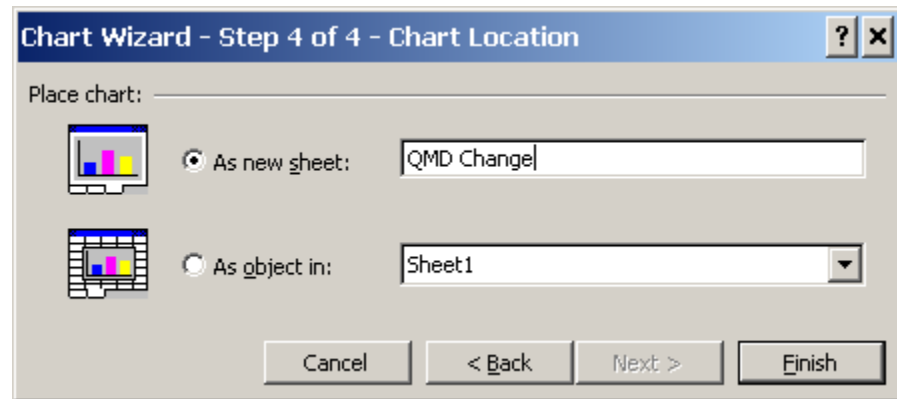 Chart Wizard - Step 4 of 4 - Chart Location
Place chart:
As new sheet: QMD Change
As object in: Sheet1
Cancel < Back Next > Finish